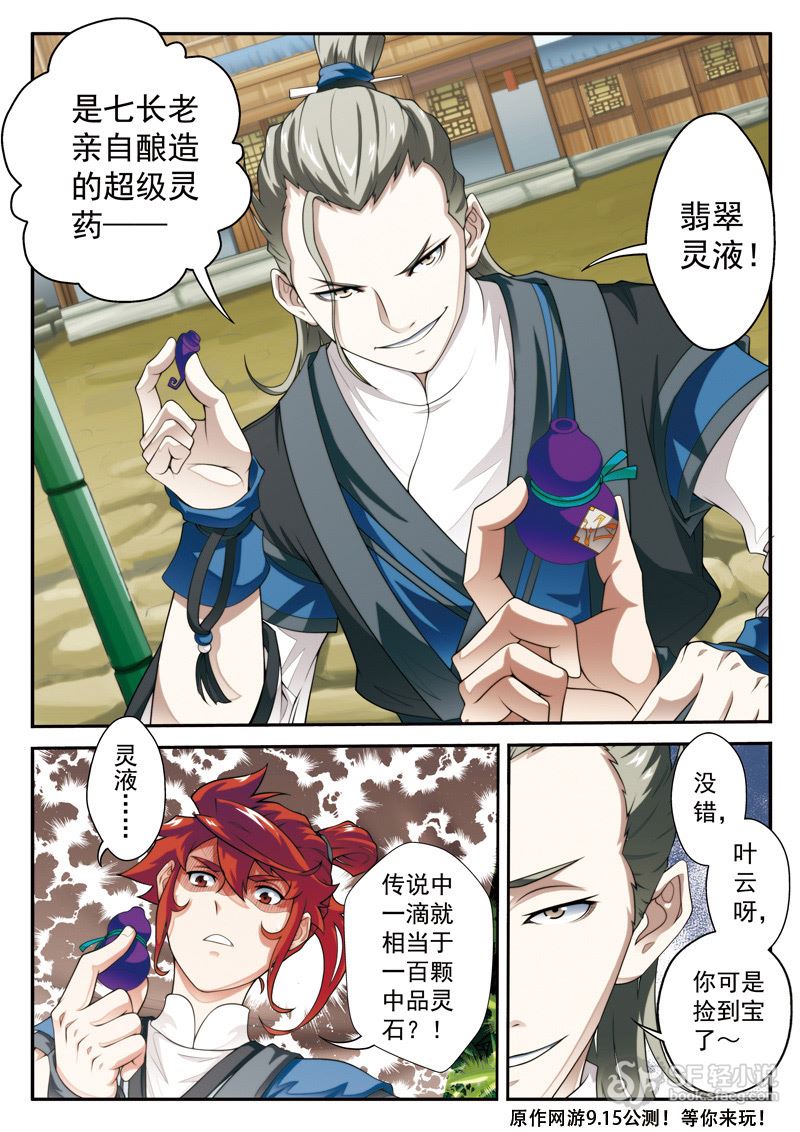 是七长老
亲自酿造
的超级灵
药——
翡翠
灵液！
灵液……
传说中
一滴就
相当于
一百颗
中品灵
石？！
没错，
叶云呀，
你可是
捡到宝
了～
SF轻小说
book.sfacg.com
原作网游9.15公测！等你来玩！